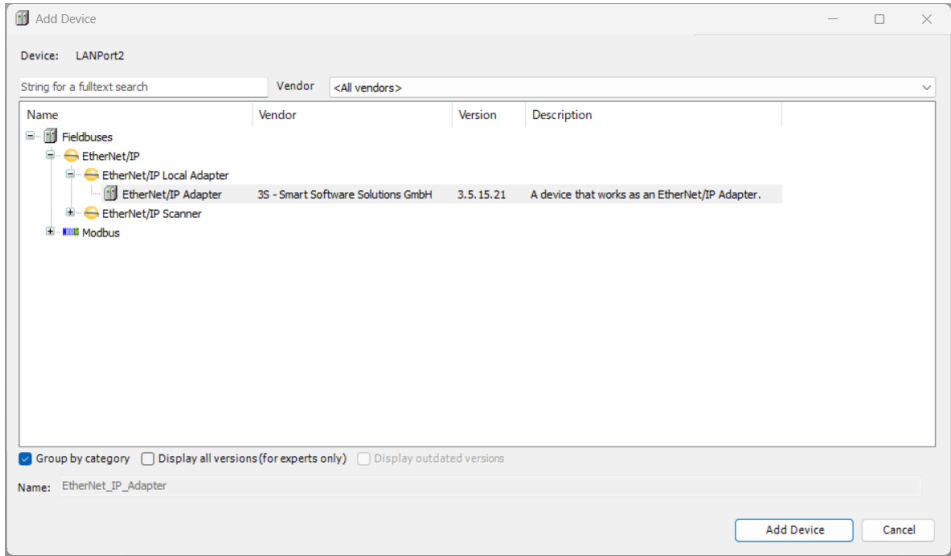 Add Device
Device: LANPort2
String for a fulltext search Vendor <All vendors>
Name Vendor Version Description
Fieldbuses
EtherNet/IP
EtherNet/IP Local Adapter
EtherNet/IP Adapter 3S - Smart Software Solutions GmbH 3.5.15.21 A device that works as an EtherNet/IP Adapter.
EtherNet/IP Scanner
Modbus
Group by category Display all versions (for experts only) Display outdated versions
Name: EtherNet_IP_Adapter
Add Device Cancel